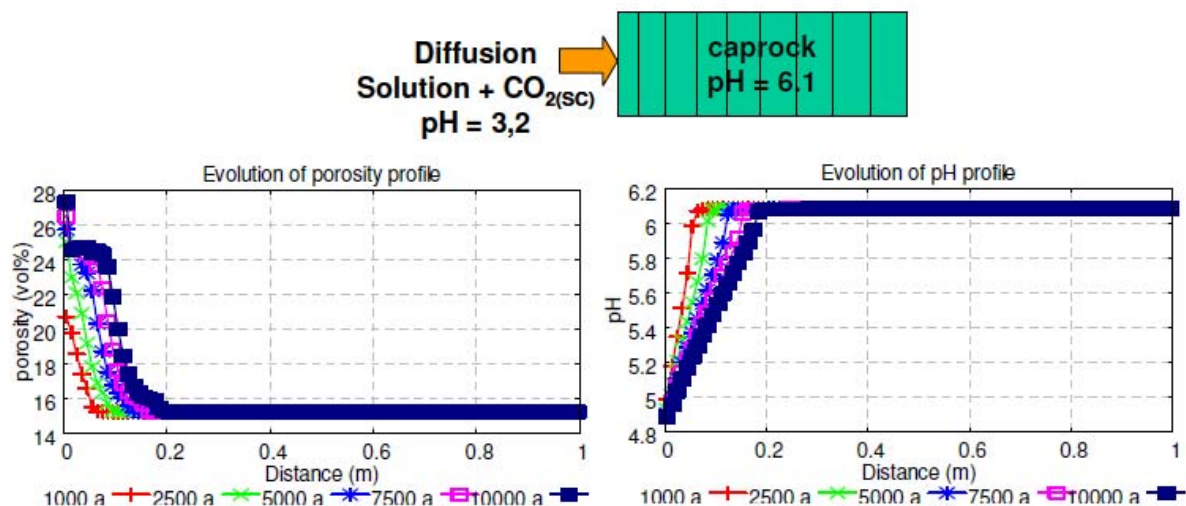 Diffusion
Solution + CO2(SC)
pH = 3,2
caprock
pH = 6.1
Evolution of porosity profile
porosity (vol%)
28
26
24
22
20
18
16
14
0 0.2 0.4 0.6 0.8 1
Distance (m)
1000 a 2500 a 5000 a 7500 a 10000 a
Evolution of pH profile
pH
6.2
6
5.8
5.6
5.4
5.2
5
4.8
0 0.2 0.4 0.6 0.8 1
Distance (m)
1000 a 2500 a 5000 a 7500 a 10000 a